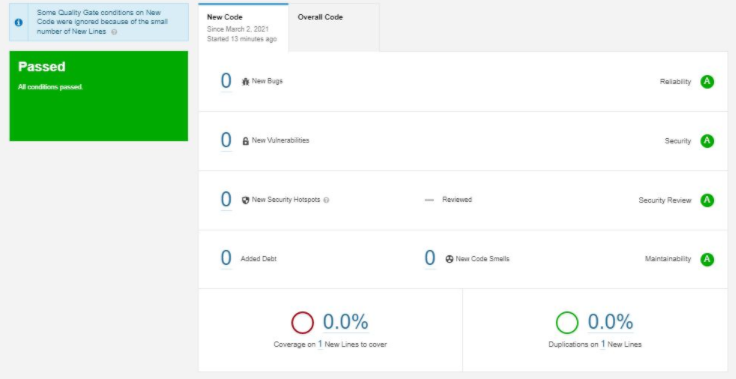 Some Quality Gate conditions on New
Code were ignored because of the small
number of New Lines
Passed
All conditions passed.
New Code
Since March 2, 2021
Started 13 minutes ago
Overall Code
0 New Bugs
Reliability A
0 New Vulnerabilities
Security A
0 New Security Hotspots
— Reviewed
Security Review A
0 Added Debt
0 New Code Smells
Maintainability A
0.0%
Coverage on 1 New Lines to cover
0.0%
Duplications on 1 New Lines